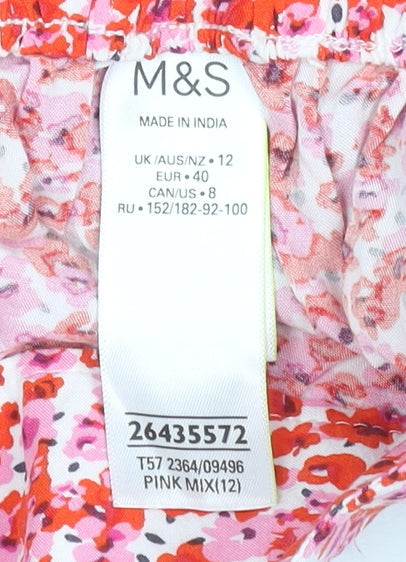 M&S
MADE IN INDIA
UK/AUS/NZ • 12
EUR • 40
CAN/US • 8
RU • 152/182-92-100
26435572
T57 2364/09496
PINK MIX(12)